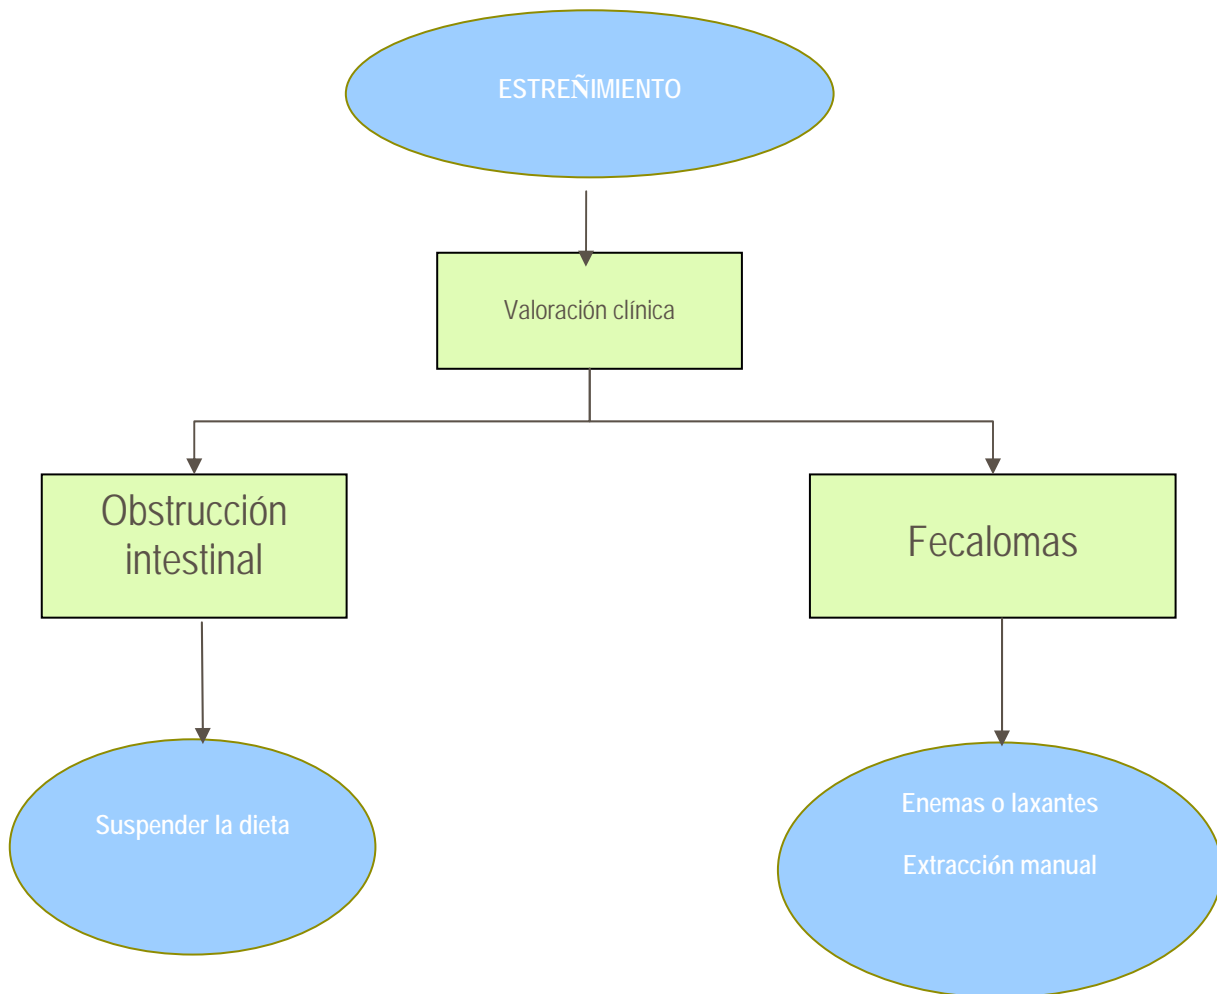 ESTREÑIMIENTO
Valoración clínica
Obstrucción
intestinal
Fecalomas
Suspender la dieta
Enemas o laxantes
Extracción manual